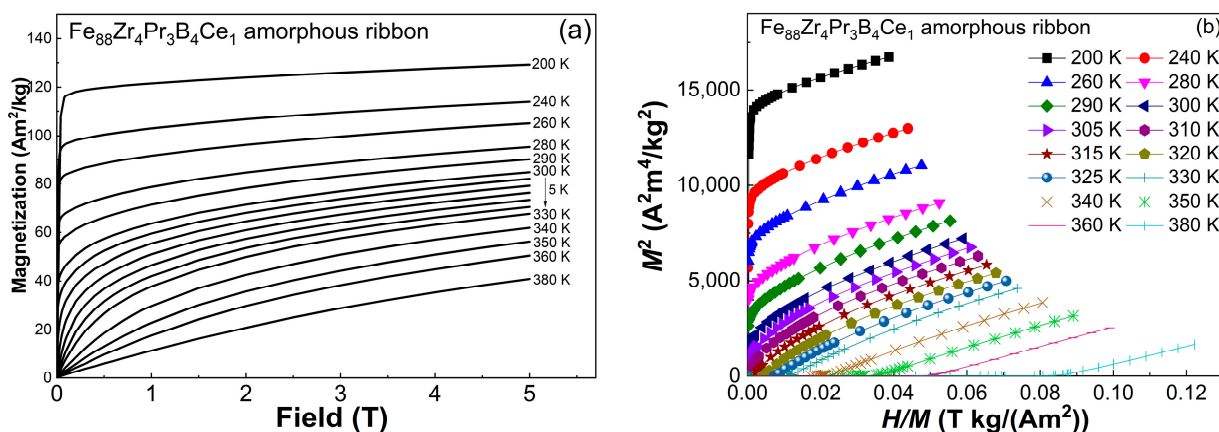 Fe88Zr4Pr3B4Ce1 amorphous ribbon
(a)
Magnetization (Am²/kg)
140
120
100
80
60
40
20
0
200 K
240 K
260 K
280 K
290 K
300 K
5 K
330 K
340 K
350 K
360 K
380 K
0 1 2 3 4 5
Field (T)
Fe88Zr4Pr3B4Ce1 amorphous ribbon
(b)
M² (A²m⁴/kg²)
15,000
10,000
5,000
0
200 K 240 K
260 K 280 K
290 K 300 K
305 K 310 K
315 K 320 K
325 K 330 K
340 K 350 K
360 K 380 K
0.00 0.02 0.04 0.06 0.08 0.10 0.12
H/M (T kg/(Am²))